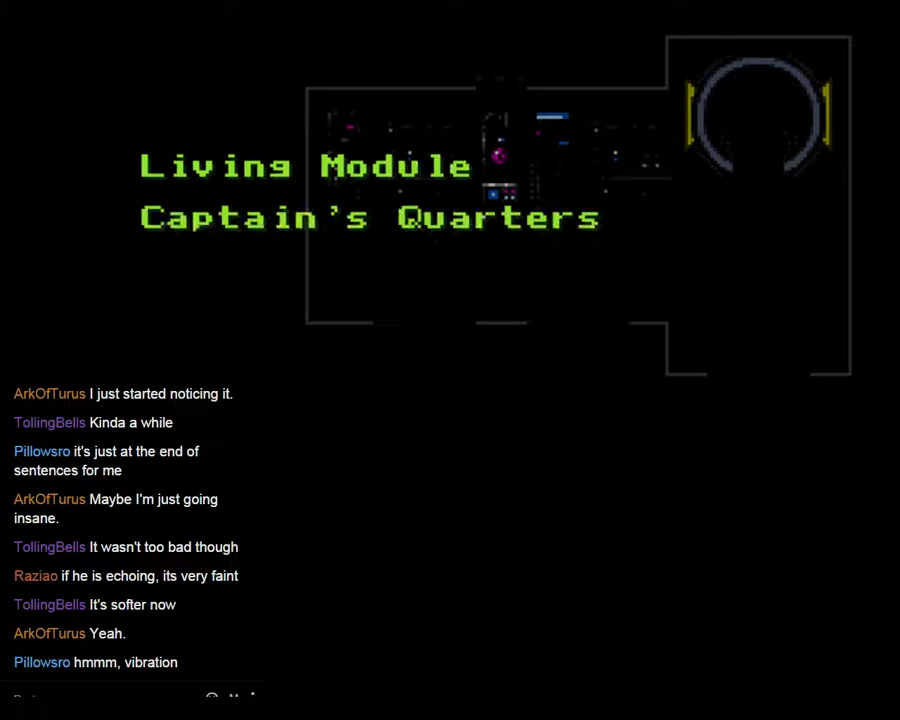 Living Module
Captain's Quarters
ArkOfTurus I just started noticing it.
TollingBells Kinda a while
Pillowsro it's just at the end of
sentences for me
ArkOfTurus Maybe I'm just going
insane.
TollingBells It wasn't too bad though
Raziao if he is echoing, its very faint
TollingBells It's softer now
ArkOfTurus Yeah.
Pillowsro hmmm, vibration